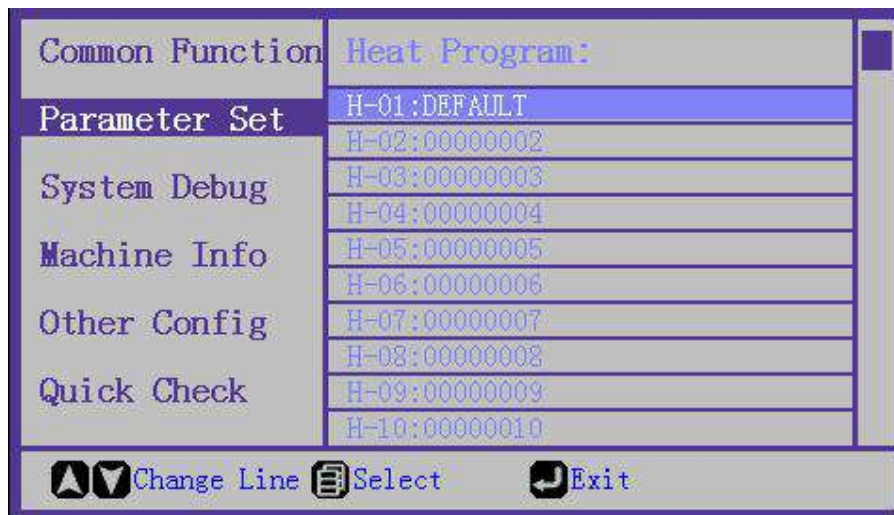 Common Function
Parameter Set
System Debug
Machine Info
Other Config
Quick Check
Heat Program:
H-01:DEFAULT
H-02:00000002
H-03:00000003
H-04:00000004
H-05:00000005
H-06:00000006
H-07:00000007
H-08:00000008
H-09:00000009
H-10:00000010
Change Line Select Exit